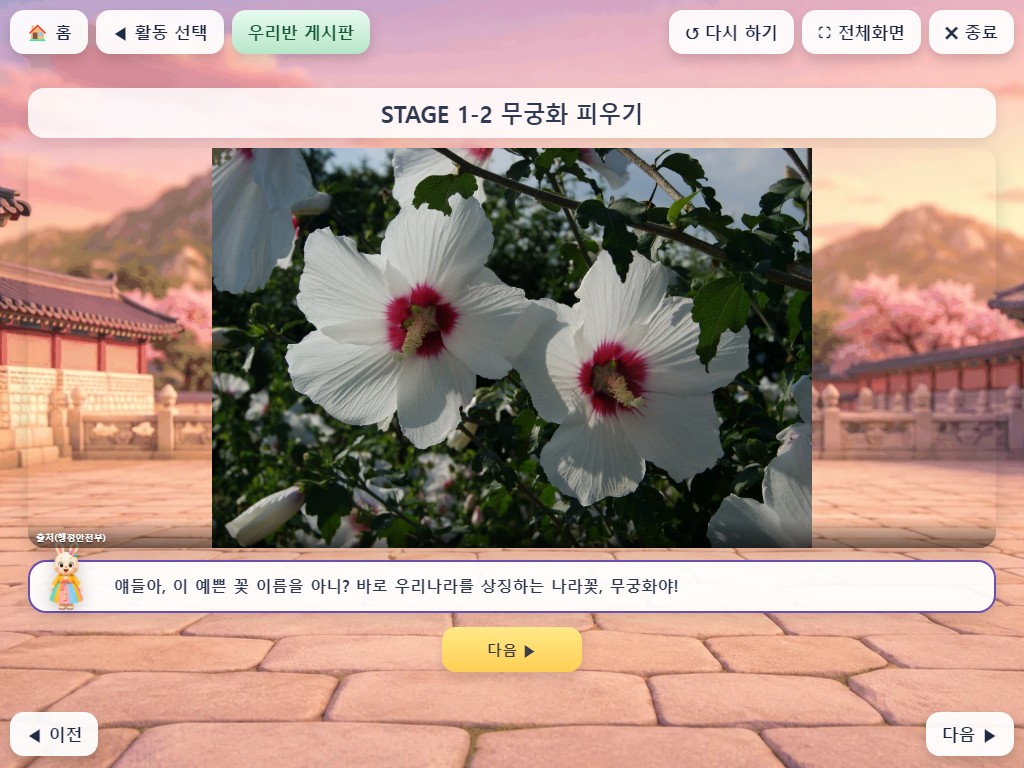 🏠 홈
◀ 활동 선택
우리반 게시판
↺ 다시 하기
⛶ 전체화면
✕ 종료
STAGE 1-2 무궁화 피우기
출처(행정안전부)
얘들아, 이 예쁜 꽃 이름을 아니? 바로 우리나라를 상징하는 나라꽃, 무궁화야!
다음 ▶
◀ 이전
다음 ▶